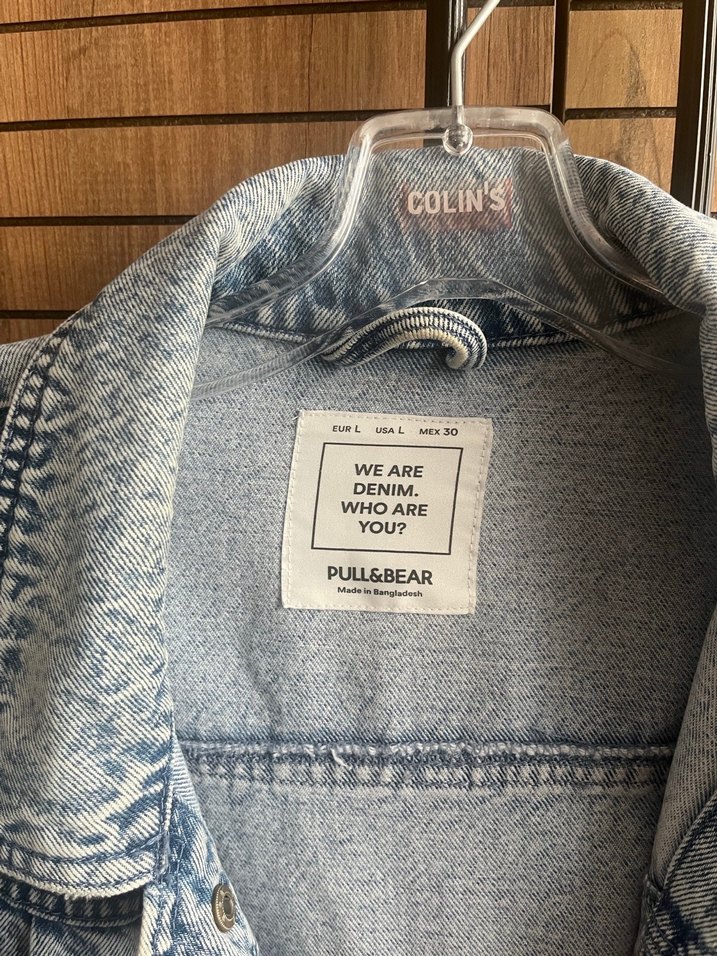 COLIN'S
EUR L USA L MEX 30
WE ARE
DENIM.
WHO ARE
YOU?
PULL&BEAR
Made in Bangladesh